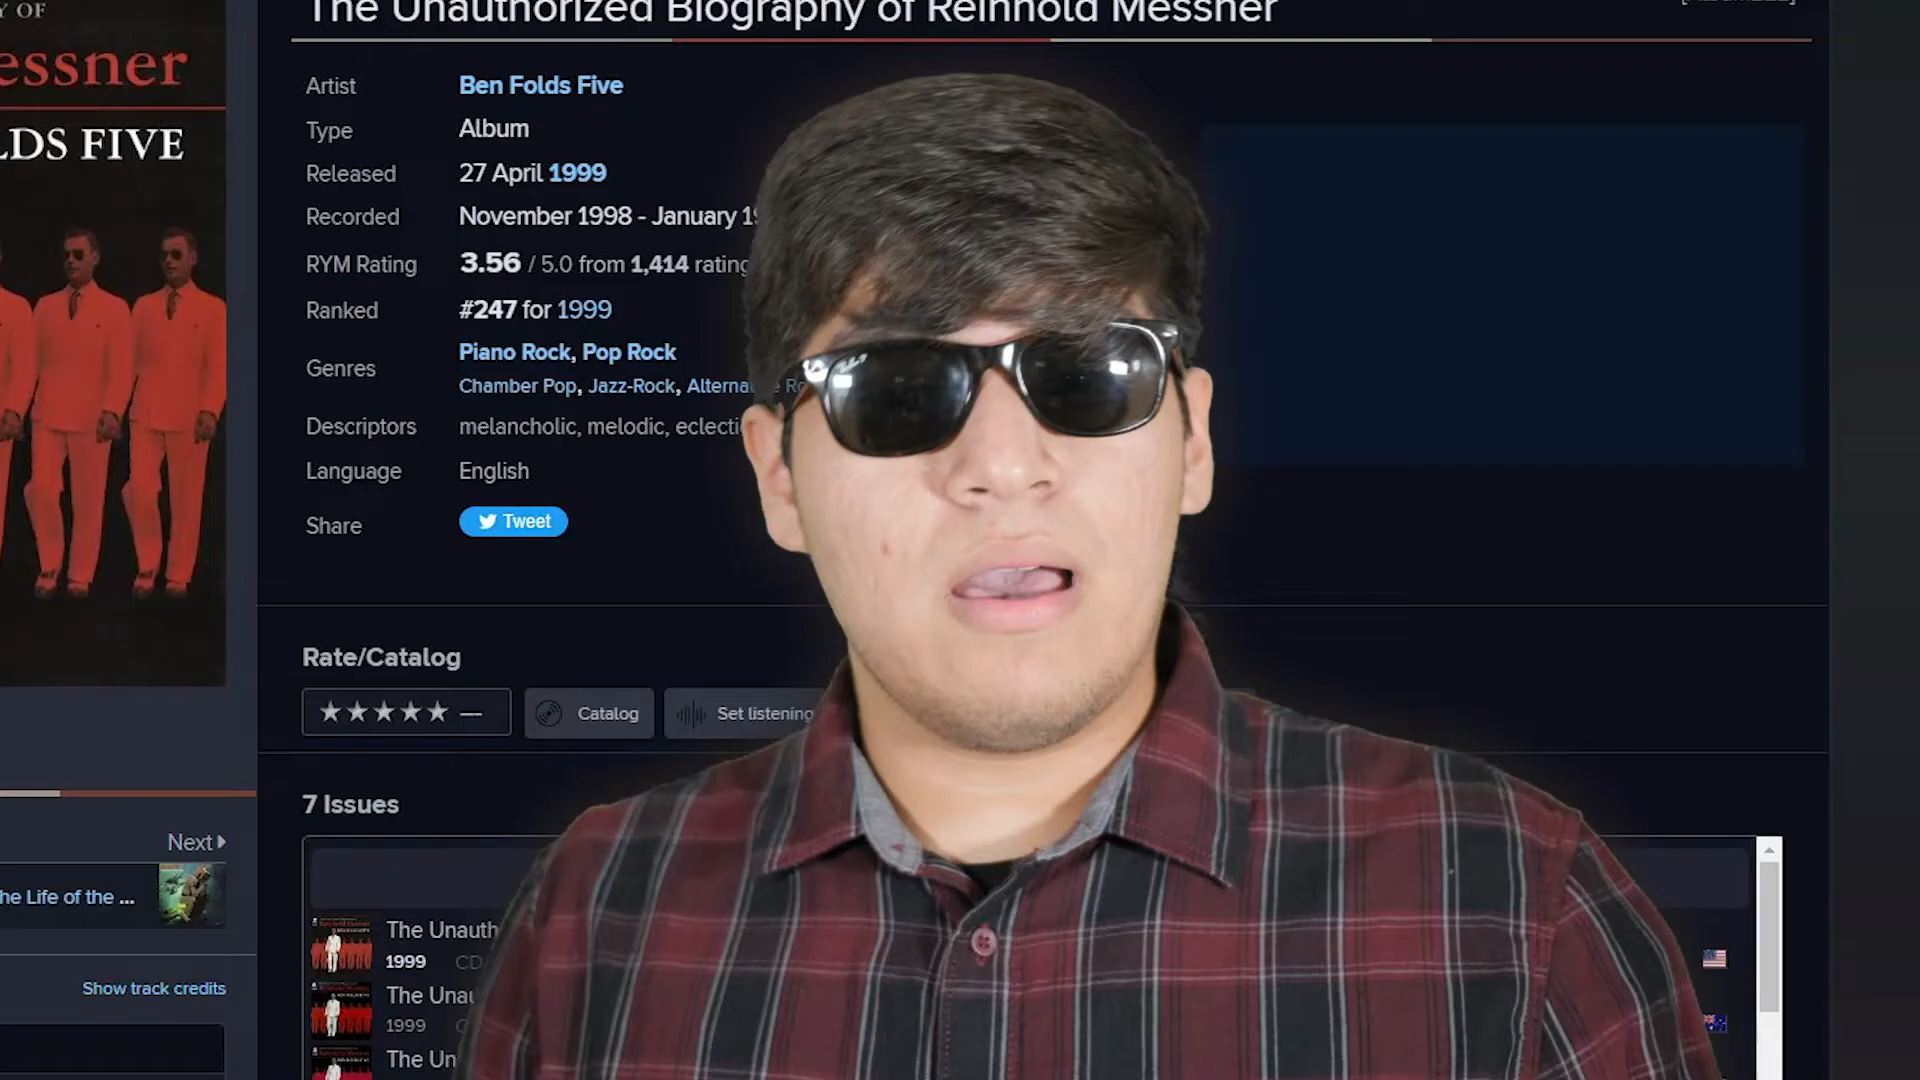 Y OF
essner
LDS FIVE
The Unauthorized Biography of Reinhold Messner
Artist Ben Folds Five
Type Album
Released 27 April 1999
Recorded November 1998 - January
RYM Rating 3.56 / 5.0 from 1,414 rating
Ranked #247 for 1999
Genres Piano Rock, Pop Rock
Chamber Pop, Jazz-Rock,
Descriptors melancholic, melodic, eclecti
Language English
Share Tweet
Rate/Catalog
Catalog
Set listening
7 Issues
Next
he Life of the ...
Show track credits
The Unauth
1999 CD
The Unau
1999 C
The Un